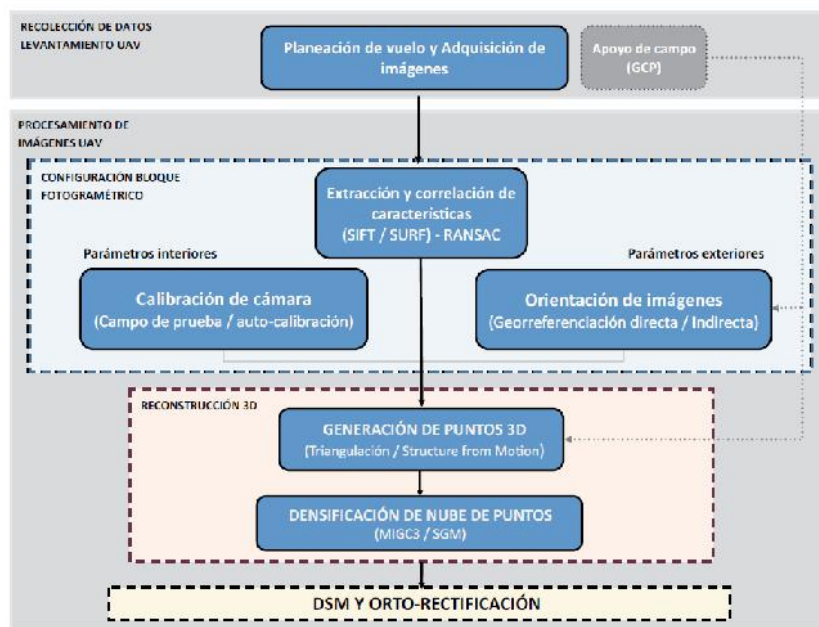 RECOLECCIÓN DE DATOS
LEVANTAMIENTO UAV
Planeación de vuelo y Adquisición de
imágenes
Apoyo de campo
(GCP)
PROCESAMIENTO DE
IMÁGENES UAV
CONFIGURACIÓN BLOQUE
FOTOGRAMÉTRICO
Extracción y correlación de
características
(SIFT / SURF) - RANSAC
Parámetros interiores
Parámetros exteriores
Calibración de cámara
(Campo de prueba / auto-calibración)
Orientación de imágenes
(Georreferenciación directa / Indirecta)
RECONSTRUCCIÓN 3D
GENERACIÓN DE PUNTOS 3D
(Triangulación / Structure from Motion)
DENSIFICACIÓN DE NUBE DE PUNTOS
(MIGC3 / SGM)
DSM Y ORTO-RECTIFICACIÓN